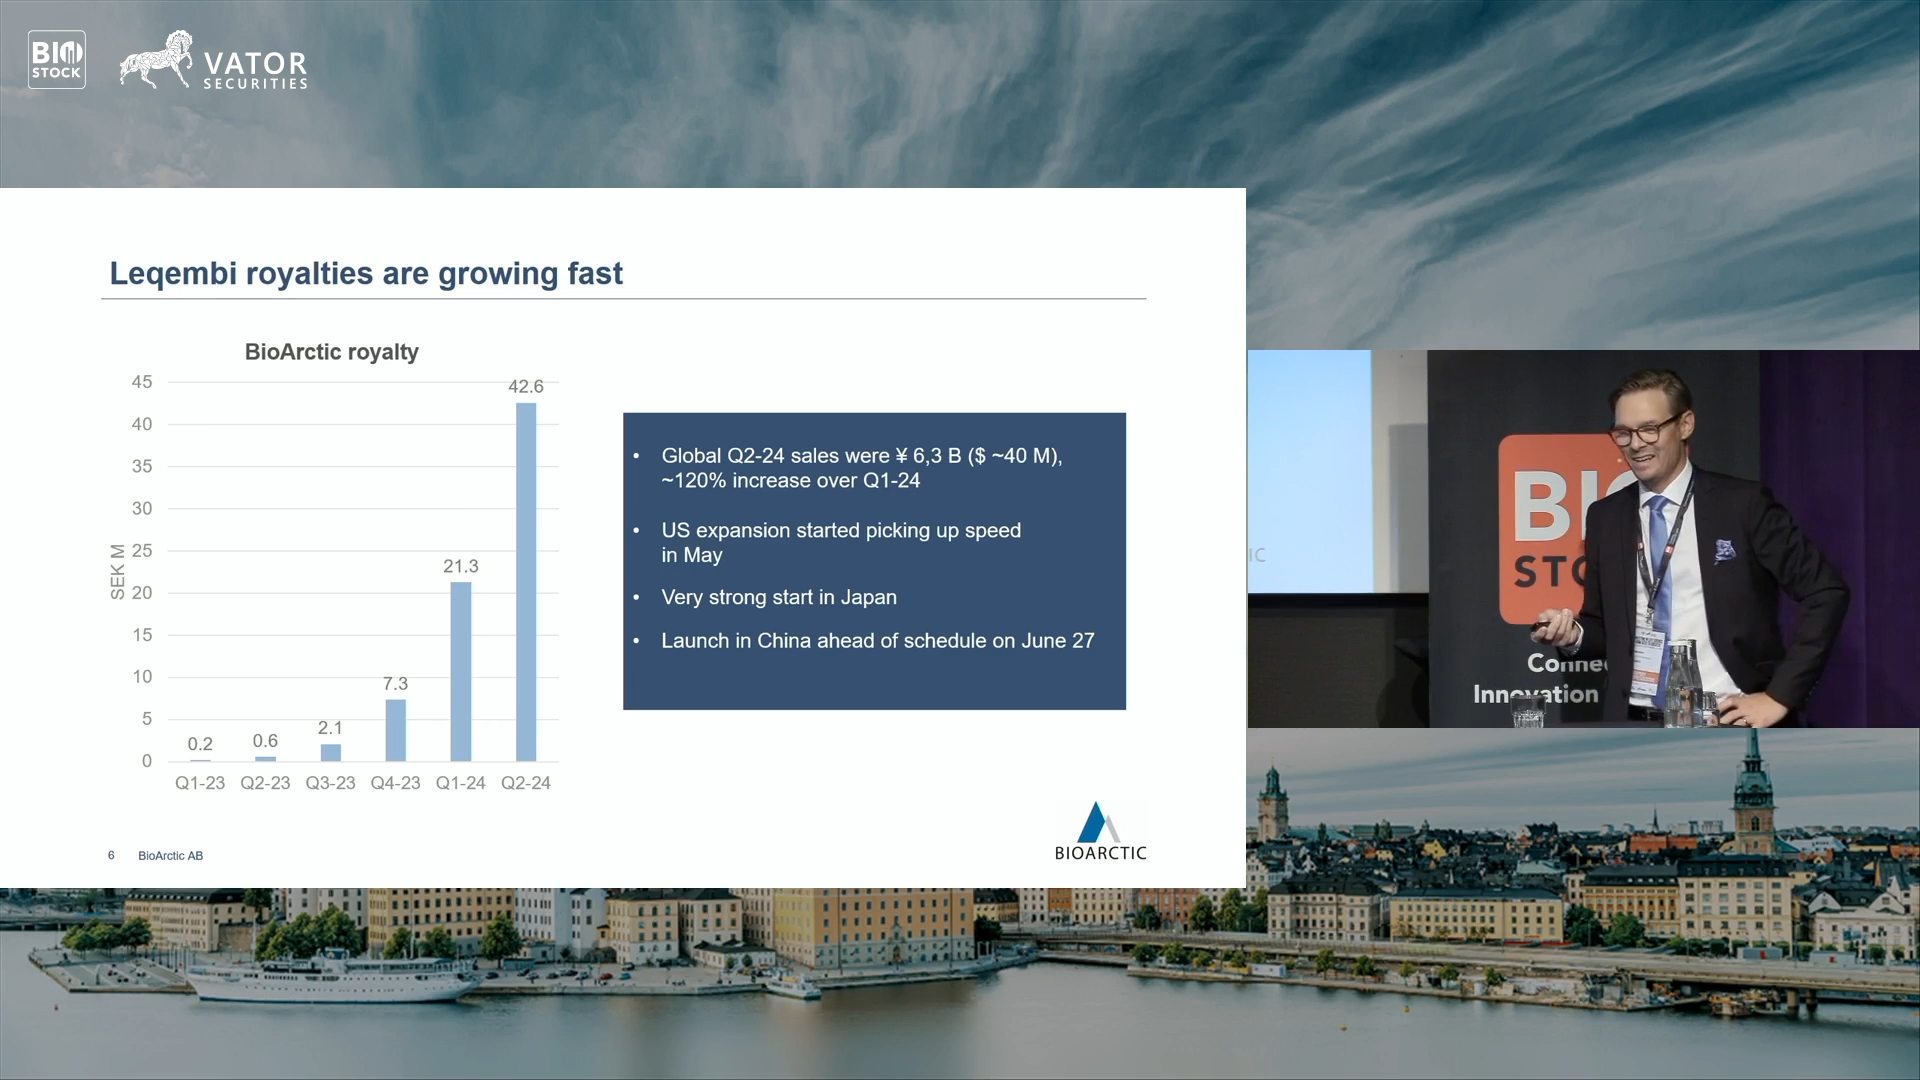 BIO
STOCK
VATOR
SECURITIES
Leqembi royalties are growing fast
BioArctic royalty
SEK M
45
40
35
30
25
20
15
10
5
0
0.2
0.6
2.1
7.3
21.3
42.6
Q1-23 Q2-23 Q3-23 Q4-23 Q1-24 Q2-24
• Global Q2-24 sales were ¥ 6,3 B ($ ~40 M),
~120% increase over Q1-24
• US expansion started picking up speed
in May
• Very strong start in Japan
• Launch in China ahead of schedule on June 27
6 BioArctic AB
BIOARCTIC
IC
BI
STO
Connec
Innovation